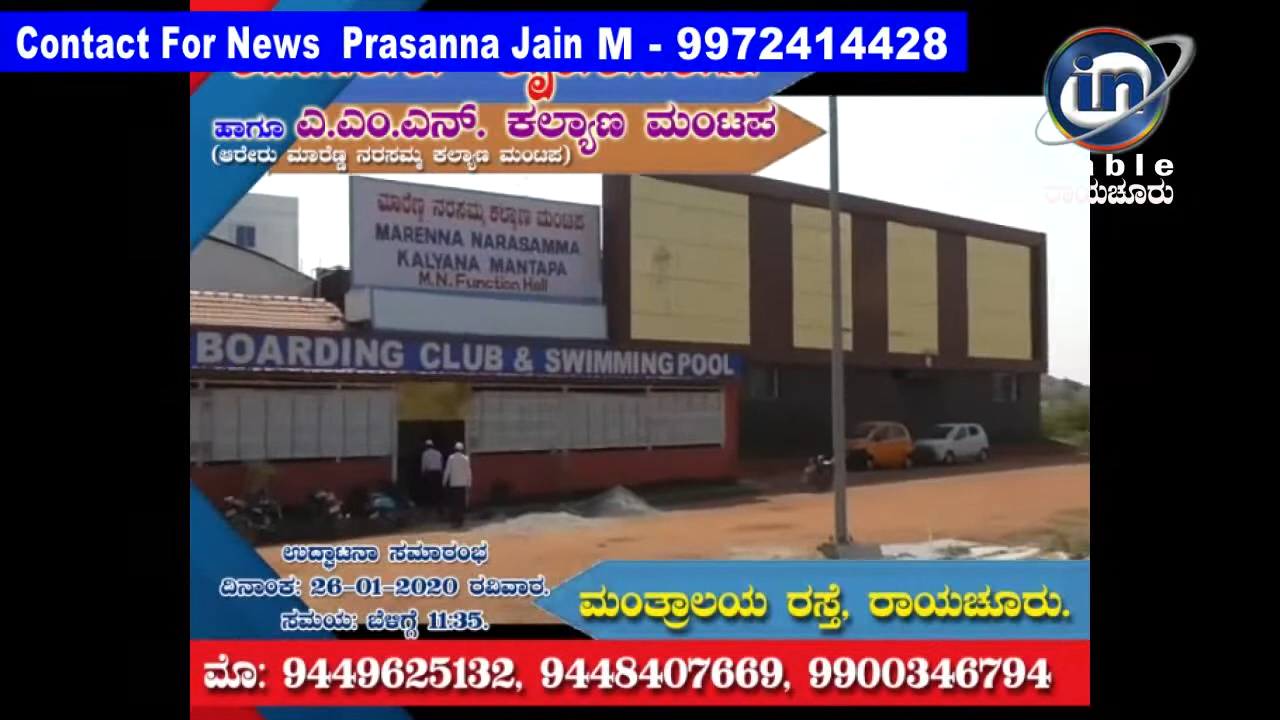 Contact For News Prasanna Jain M - 9972414428
in
ಹಾಗೂ ಎ.ಎಂ.ಎನ್. ಕಲ್ಯಾಣ ಮಂಟಪ
(ಆರೇರು ಮಾರೆಣ್ಣ ನರಸಮ್ಮ ಕಲ್ಯಾಣ ಮಂಟಪ)
ರಾಯಚೂರು
ಮಾರೆಣ್ಣ ನರಸಮ್ಮ ಕಲ್ಯಾಣ ಮಂಟಪ
MARENNA NARASAMMA
KALYANA MANTAPA
M.N. Function Hall
BOARDING CLUB & SWIMMING POOL
ಉದ್ಘಾಟನಾ ಸಮಾರಂಭ
ದಿನಾಂಕ: 26-01-2020 ರವಿವಾರ.
ಸಮಯ: ಬೆಳಿಗ್ಗೆ 11:35.
ಮಂತ್ರಾಲಯ ರಸ್ತೆ, ರಾಯಚೂರು.
ಮೊ: 9449625132, 9448407669, 9900346794